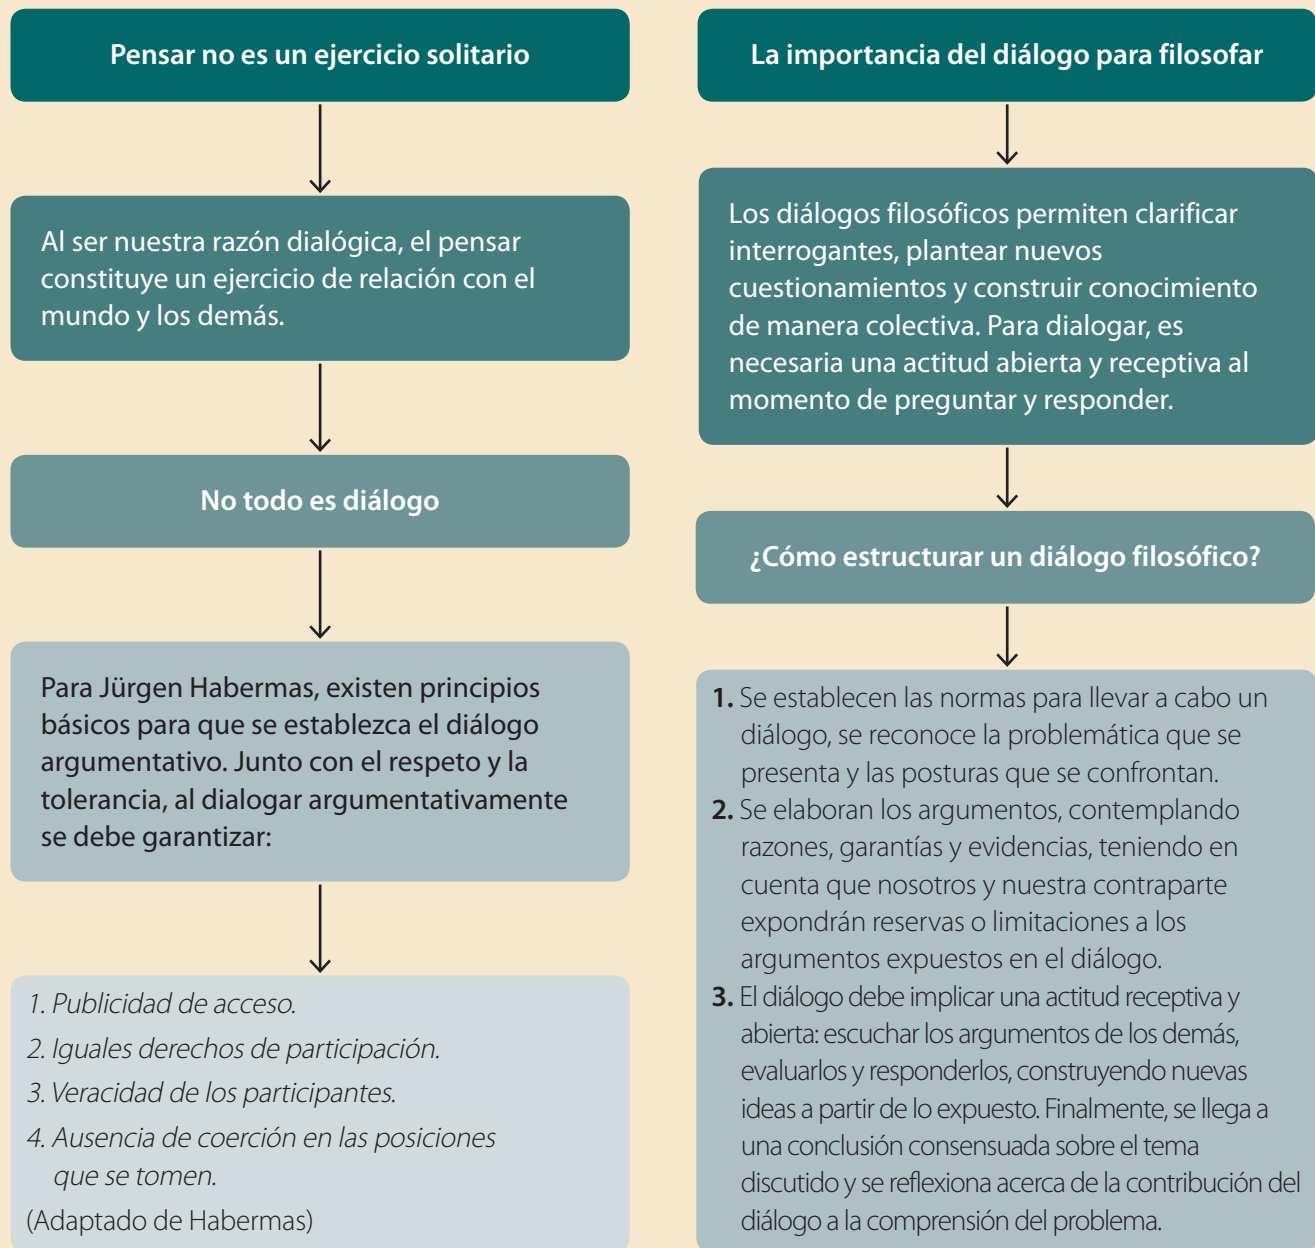 Pensar no es un ejercicio solitario
Al ser nuestra razón dialógica, el pensar
constituye un ejercicio de relación con el
mundo y los demás.
No todo es diálogo
Para Jürgen Habermas, existen principios
básicos para que se establezca el diálogo
argumentativo. Junto con el respeto y la
tolerancia, al dialogar argumentativamente
se debe garantizar:
1. Publicidad de acceso.
2. Iguales derechos de participación.
3. Veracidad de los participantes.
4. Ausencia de coerción en las posiciones
que se tomen.
(Adaptado de Habermas)
La importancia del diálogo para filosofar
Los diálogos filosóficos permiten clarificar
interrogantes, plantear nuevos
cuestionamientos y construir conocimiento
de manera colectiva. Para dialogar, es
necesaria una actitud abierta y receptiva al
momento de preguntar y responder.
¿Cómo estructurar un diálogo filosófico?
1. Se establecen las normas para llevar a cabo un
diálogo, se reconoce la problemática que se
presenta y las posturas que se confrontan.
2. Se elaboran los argumentos, contemplando
razones, garantías y evidencias, teniendo en
cuenta que nosotros y nuestra contraparte
expondrán reservas o limitaciones a los
argumentos expuestos en el diálogo.
3. El diálogo debe implicar una actitud receptiva y
abierta: escuchar los argumentos de los demás,
evaluarlos y responderlos, construyendo nuevas
ideas a partir de lo expuesto. Finalmente, se llega a
una conclusión consensuada sobre el tema
discutido y se reflexiona acerca de la contribución del
diálogo a la comprensión del problema.